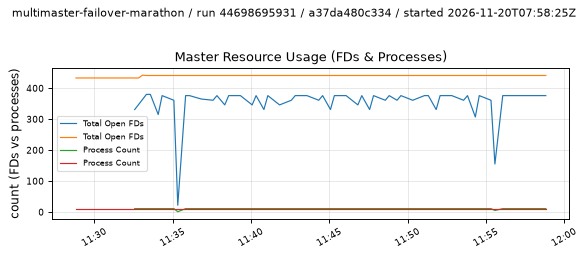 multimaster-failover-marathon / run 44698695931 / a37da480c334 / started 2026-11-20T07:58:25Z
Master Resource Usage (FDs & Processes)
count (FDs vs processes)
400
300
200
100
0
Total Open FDs
Total Open FDs
Process Count
Process Count
11:30
11:35
11:40
11:45
11:50
11:55
12:00